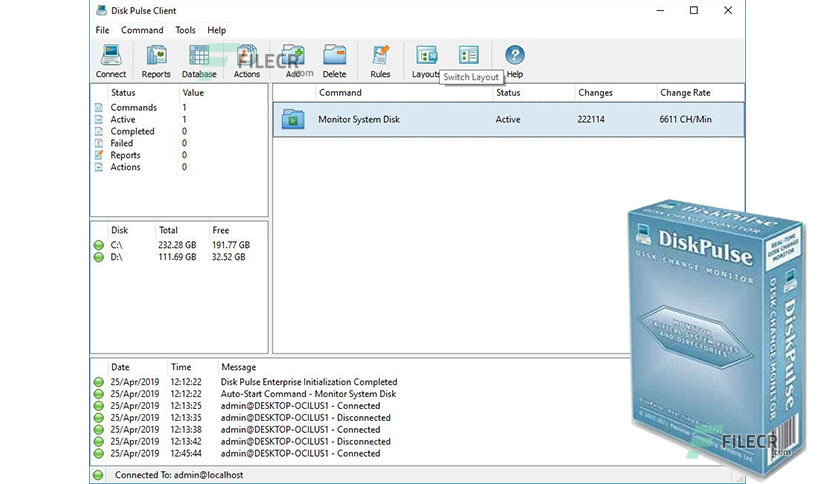 Disk Pulse Client
File Command Tools Help
Connect Reports Database Actions Add Delete Rules Layouts Help
Switch Layout
FILECR
.com
Status Value
Commands 1
Active 1
Completed 0
Failed 0
Reports 0
Actions 0
Command Status Changes Change Rate
Monitor System Disk Active 222114 6611 CH/Min
Disk Total Free
C:\ 232.28 GB 191.77 GB
D:\ 111.69 GB 32.52 GB
Date Time Message
25/Apr/2019 12:12:22 Disk Pulse Enterprise Initialization Completed
25/Apr/2019 12:12:22 Auto-Start Command - Monitor System Disk
25/Apr/2019 12:13:25 admin@DESKTOP-OCILUS1 - Connected
25/Apr/2019 12:13:35 admin@DESKTOP-OCILUS1 - Disconnected
25/Apr/2019 12:13:38 admin@DESKTOP-OCILUS1 - Connected
25/Apr/2019 12:13:42 admin@DESKTOP-OCILUS1 - Disconnected
25/Apr/2019 12:45:44 admin@DESKTOP-OCILUS1 - Connected
Connected To: admin@localhost
DiskPulse
DISK CHANGE MONITOR
DiskPulse
DISK CHANGE MONITOR
REAL-TIME
DISK CHANGE
MONITOR
MONITOR
CRITICAL SYSTEM FILES
AND DIRECTORIES
DiskPulse
DISK CHANGE MONITOR
FILECR
.com